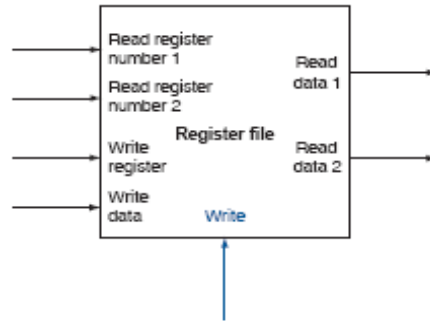 Read register
number 1
Read register
number 2
Write
register
Write
data
Register file
Write
Read
data 1
Read
data 2